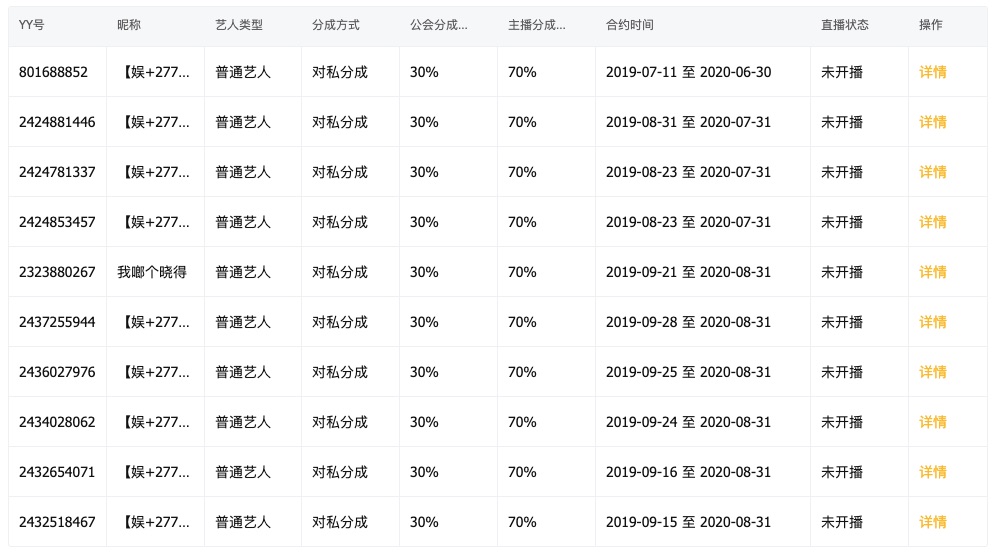 YY号 昵称 艺人类型 分成方式 公会分成... 主播分成... 合约时间 直播状态 操作
801688852 【娱+277... 普通艺人 对私分成 30% 70% 2019-07-11 至 2020-06-30 未开播 详情
2424881446 【娱+277... 普通艺人 对私分成 30% 70% 2019-08-31 至 2020-07-31 未开播 详情
2424781337 【娱+277... 普通艺人 对私分成 30% 70% 2019-08-23 至 2020-07-31 未开播 详情
2424853457 【娱+277... 普通艺人 对私分成 30% 70% 2019-08-23 至 2020-07-31 未开播 详情
2323880267 我啷个晓得 普通艺人 对私分成 30% 70% 2019-09-21 至 2020-08-31 未开播 详情
2437255944 【娱+277... 普通艺人 对私分成 30% 70% 2019-09-28 至 2020-08-31 未开播 详情
2436027976 【娱+277... 普通艺人 对私分成 30% 70% 2019-09-25 至 2020-08-31 未开播 详情
2434028062 【娱+277... 普通艺人 对私分成 30% 70% 2019-09-24 至 2020-08-31 未开播 详情
2432654071 【娱+277... 普通艺人 对私分成 30% 70% 2019-09-16 至 2020-08-31 未开播 详情
2432518467 【娱+277... 普通艺人 对私分成 30% 70% 2019-09-15 至 2020-08-31 未开播 详情